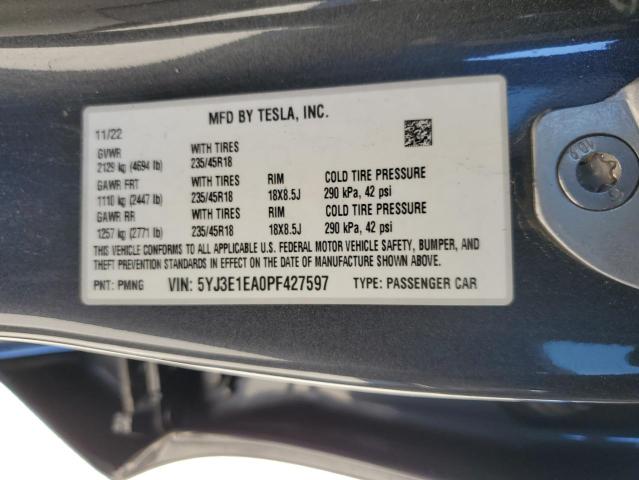 MFD BY TESLA, INC.
11/22
GVWR WITH TIRES
2129 kg (4694 lb) 235/45R18
GAWR FRT WITH TIRES RIM COLD TIRE PRESSURE
1110 kg (2447 lb) 235/45R18 18X8.5J 290 kPa, 42 psi
GAWR RR WITH TIRES RIM COLD TIRE PRESSURE
1257 kg (2771 lb) 235/45R18 18X8.5J 290 kPa, 42 psi
THIS VEHICLE CONFORMS TO ALL APPLICABLE U.S. FEDERAL MOTOR VEHICLE SAFETY, BUMPER, AND
THEFT PREVENTION STANDARDS IN EFFECT ON THE DATE OF MANUFACTURE SHOWN ABOVE.
PNT: PMNG VIN: 5YJ3E1EA0PF427597 TYPE: PASSENGER CAR